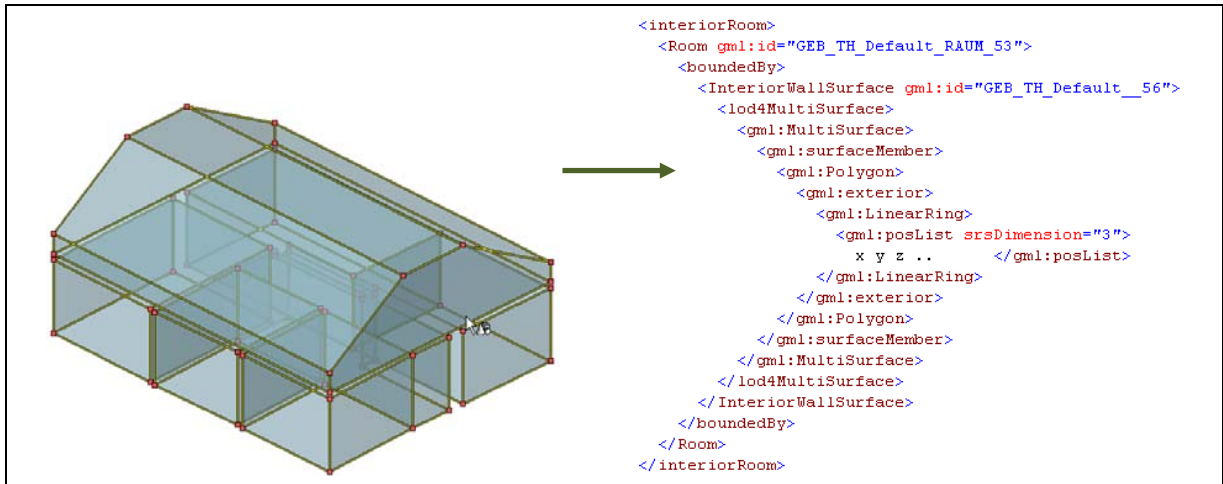 <interiorRoom>
<Room gml:id="GEB_TH_Default_RAUM_53">
<boundedBy>
<InteriorWallSurface gml:id="GEB_TH_Default__56">
<lod4MultiSurface>
<gml:MultiSurface>
<gml:surfaceMember>
<gml:Polygon>
<gml:exterior>
<gml:LinearRing>
<gml:posList srsDimension="3">
x y z .. </gml:posList>
</gml:LinearRing>
</gml:exterior>
</gml:Polygon>
</gml:surfaceMember>
</gml:MultiSurface>
</lod4MultiSurface>
</InteriorWallSurface>
</boundedBy>
</Room>
</interiorRoom>